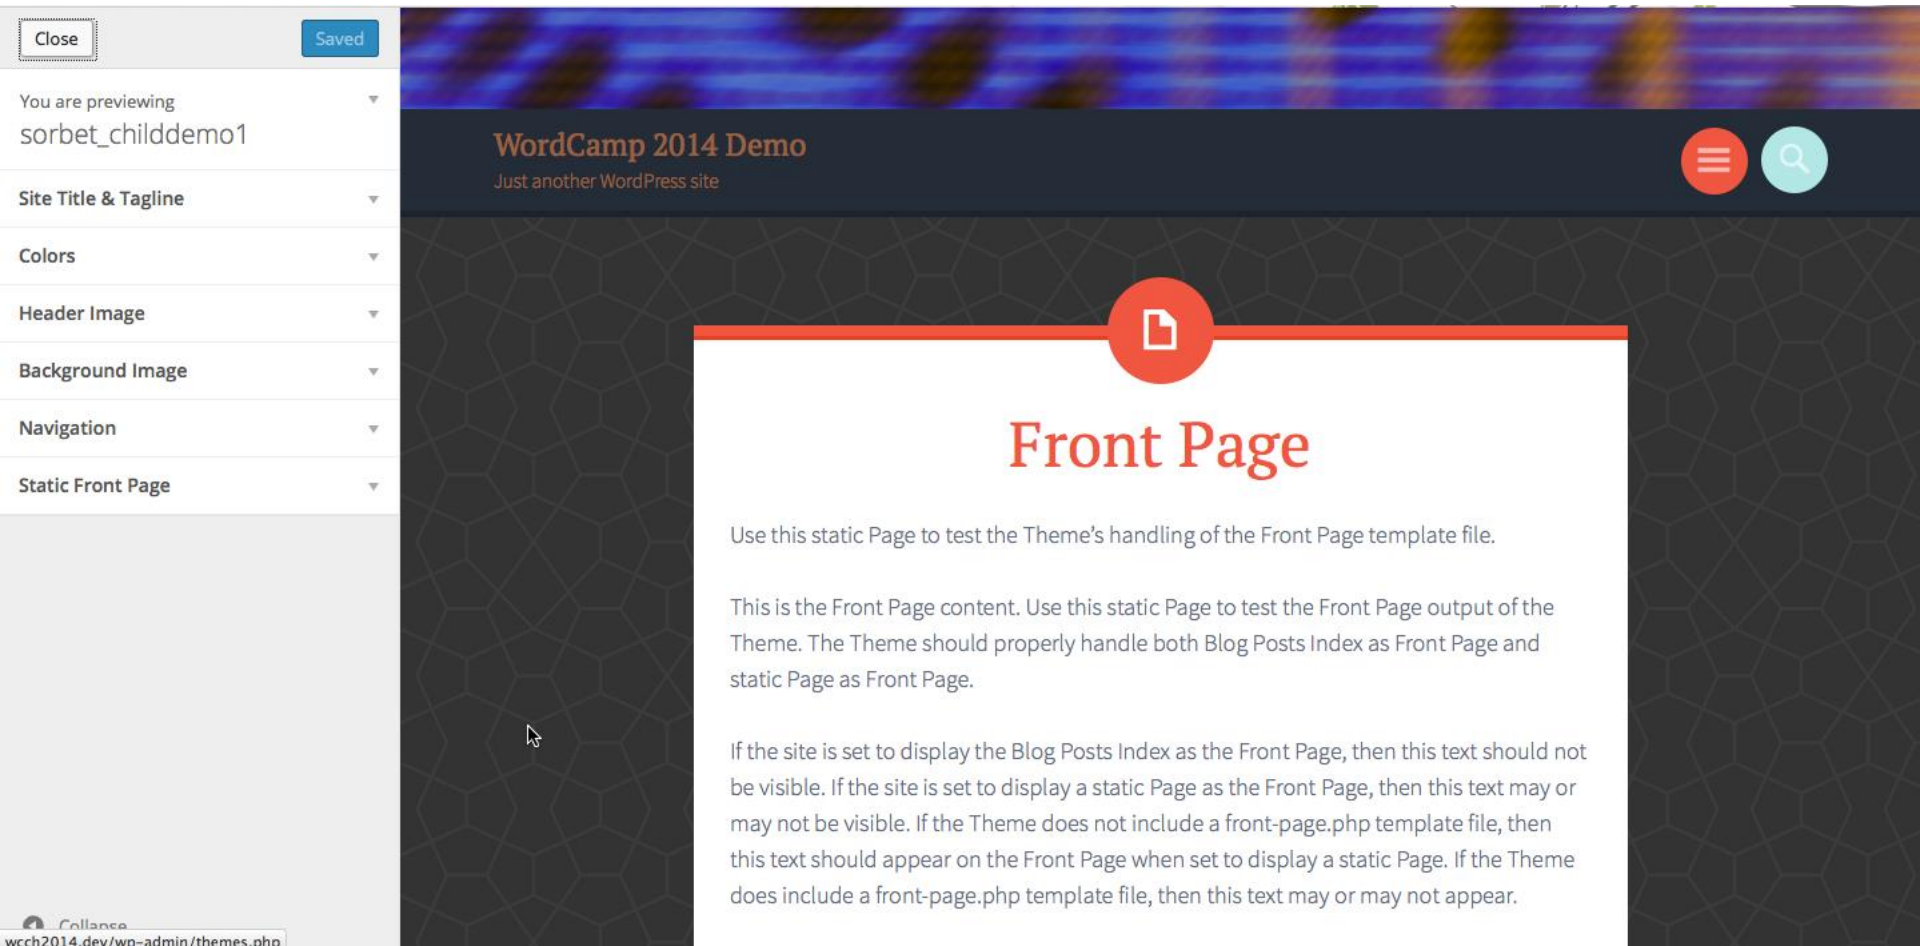 Close
Saved
You are previewing
sorbet_childdemo1
Site Title & Tagline
Colors
Header Image
Background Image
Navigation
Static Front Page
Collapse
wcch2014.dev/wp-admin/themes.php
WordCamp 2014 Demo
Just another WordPress site
Front Page
Use this static Page to test the Theme’s handling of the Front Page template file.
This is the Front Page content. Use this static Page to test the Front Page output of the
Theme. The Theme should properly handle both Blog Posts Index as Front Page and
static Page as Front Page.
If the site is set to display the Blog Posts Index as the Front Page, then this text should not
be visible. If the site is set to display a static Page as the Front Page, then this text may or
may not be visible. If the Theme does not include a front-page.php template file, then
this text should appear on the Front Page when set to display a static Page. If the Theme
does include a front-page.php template file, then this text may or may not appear.